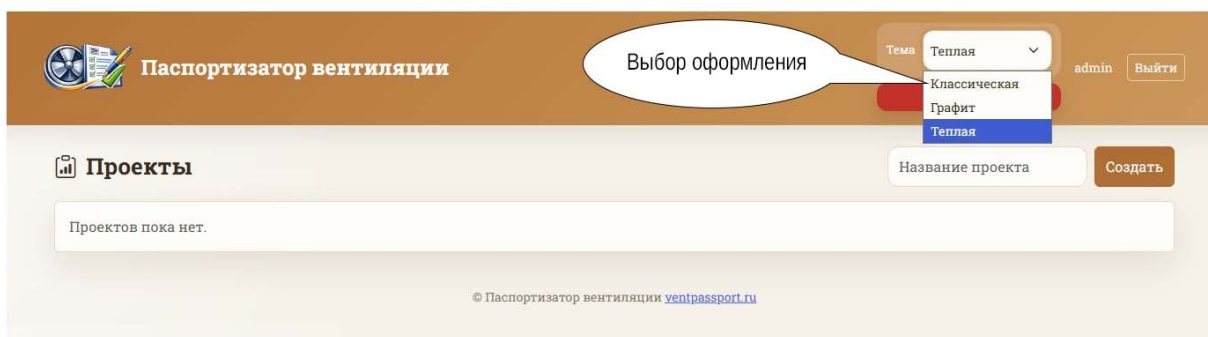 Паспортизатор вентиляции
Выбор оформления
Тема
Теплая
Классическая
Графит
Теплая
admin
Выйти
Проекты
Название проекта
Создать
Проектов пока нет.
© Паспортизатор вентиляции ventpassport.ru